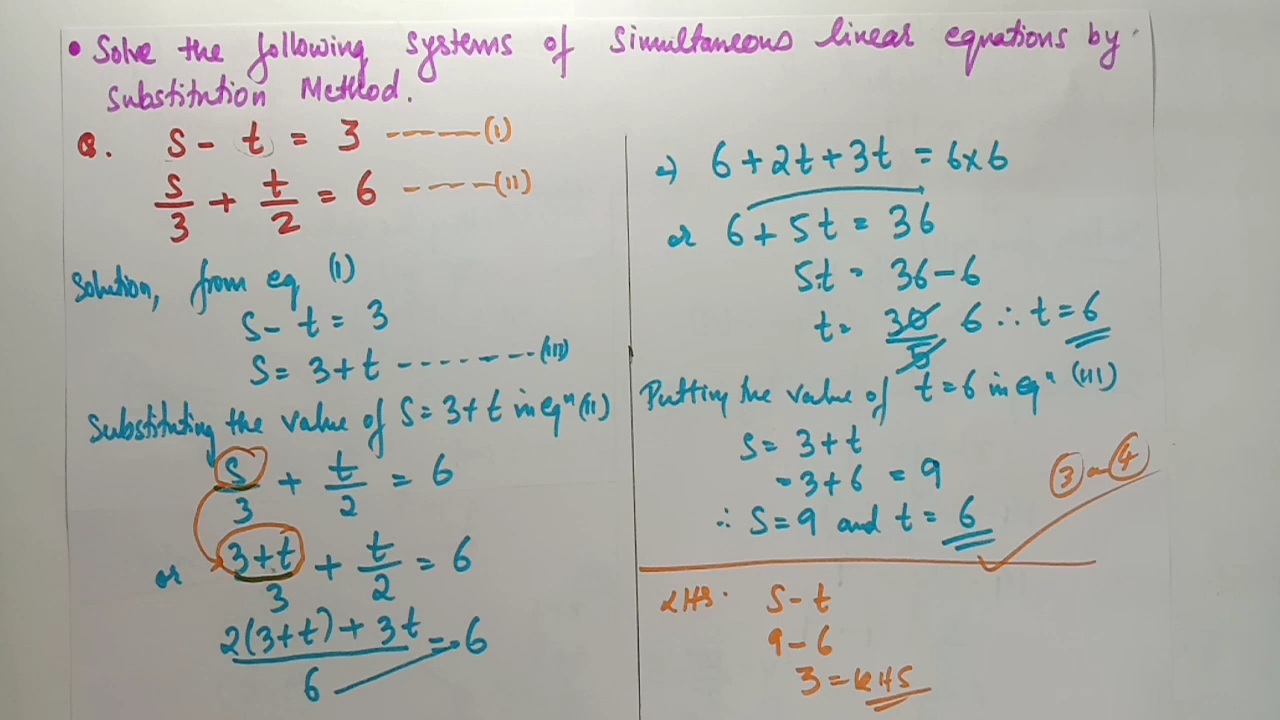 • Solve the following systems of simultaneous linear equations by
Substitution Method.
Q. s - t = 3 -------(i)
s/3 + t/2 = 6 ----(ii)
Solution, from eq (i)
s - t = 3
s = 3 + t --------(iii)
Substituting the value of s = 3 + t in eqⁿ (ii)
s/3 + t/2 = 6
or (3+t)/3 + t/2 = 6
(2(3+t) + 3t)/6 = 6
⇒ 6 + 2t + 3t = 6×6
or 6 + 5t = 36
5t = 36 - 6
t = 30/5 6 ∴ t = 6
Putting the value of t = 6 in eqⁿ (iii)
s = 3 + t
= 3 + 6 = 9
∴ s = 9 and t = 6
3 4
LHS. s - t
9 - 6
3 = RHS